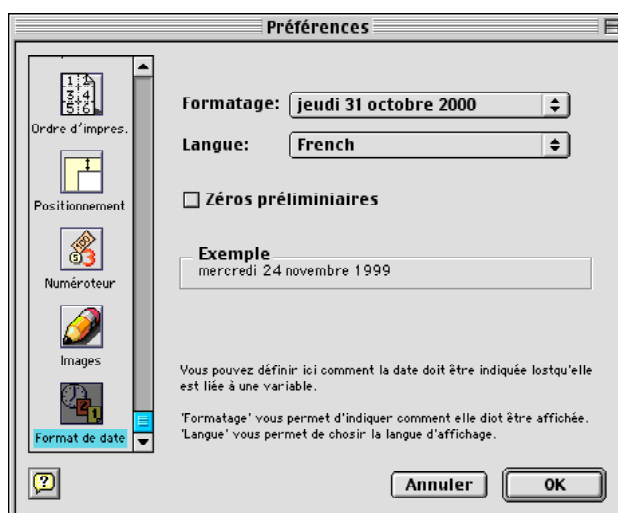 Préférences
Ordre d'impres.
Positionnement
Numéroteur
Images
Format de date
Formatage: jeudi 31 octobre 2000
Langue: French
Zéros préliminiaires
Exemple
mercredi 24 novembre 1999
Vous pouvez définir ici comment la date doit être indiquée lostqu'elle
est liée à une variable.
'Formatage' vous permet d'indiquer comment elle diot être affichée.
'Langue' vous permet de chosir la langue d'affichage.
Annuler OK